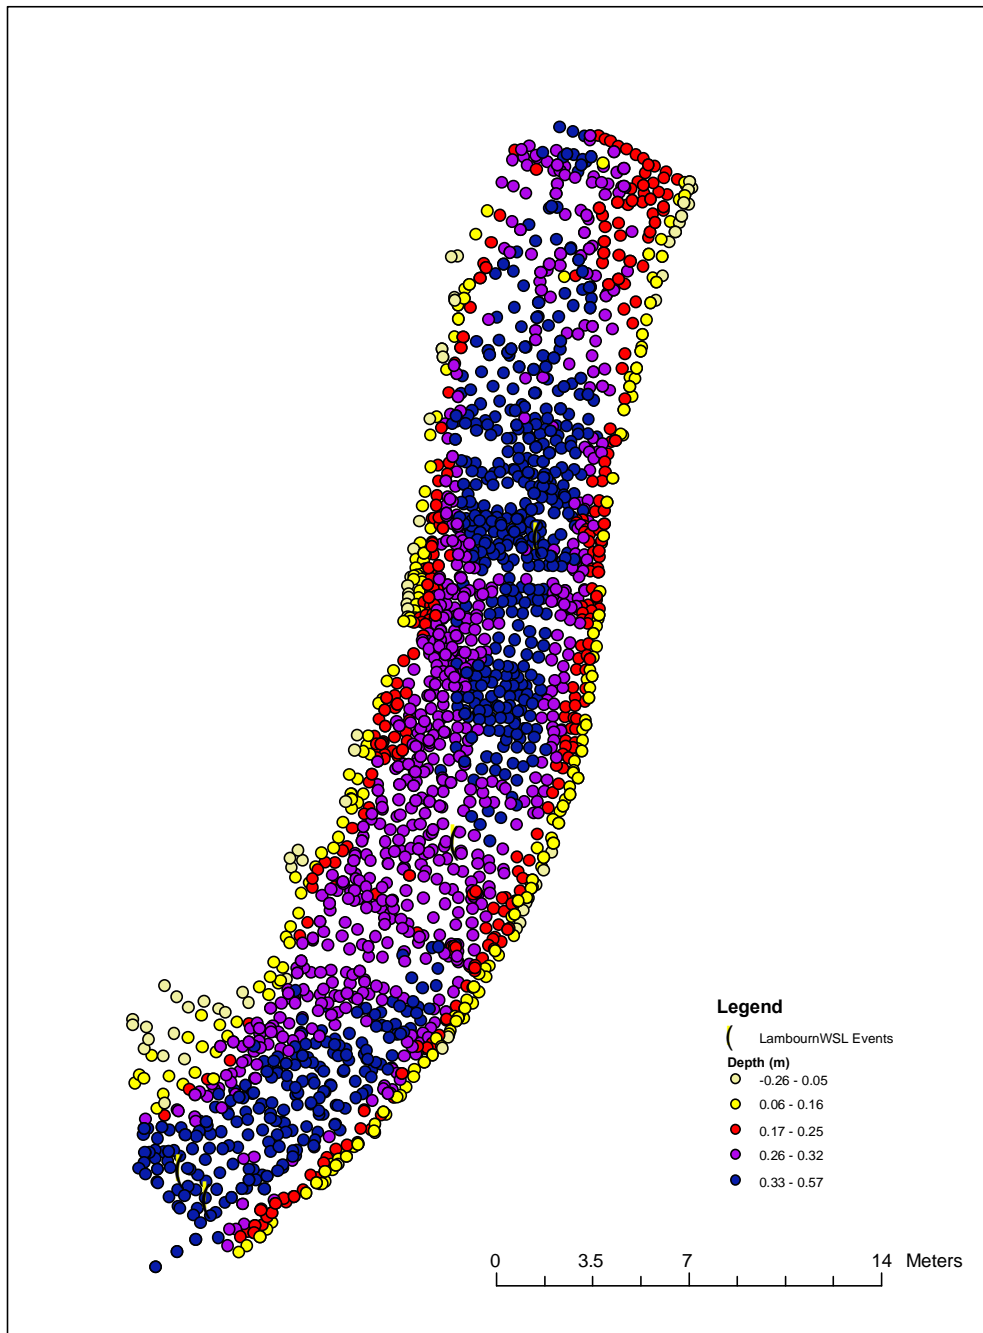 Legend
LambournWSL Events
Depth (m)
-0.26 - 0.05
0.06 - 0.16
0.17 - 0.25
0.26 - 0.32
0.33 - 0.57
0 3.5 7 14 Meters